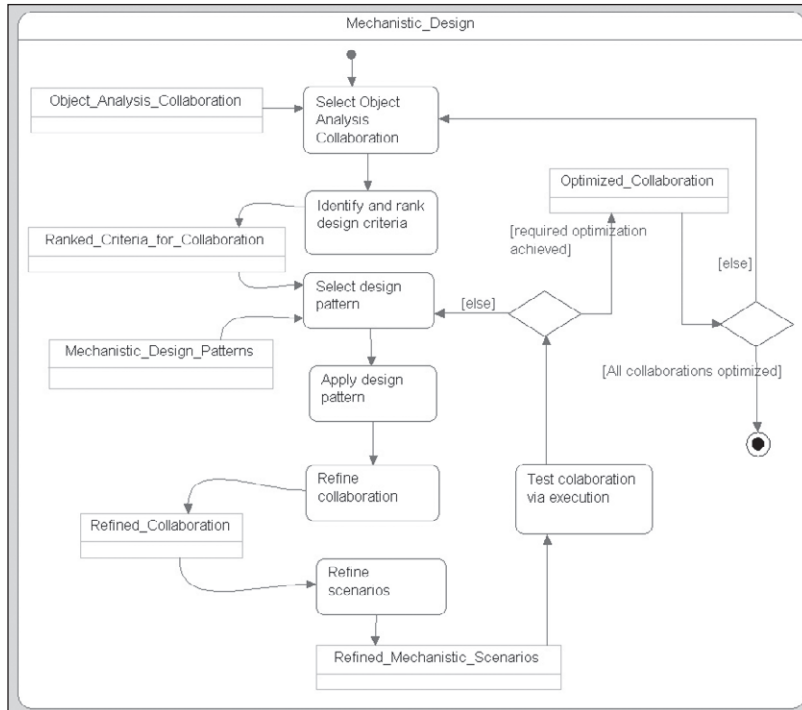 Mechanistic_Design
Object_Analysis_Collaboration
Select Object
Analysis
Collaboration
Optimized_Collaboration
Identify and rank
design criteria
Ranked_Criteria_for_Collaboration
[required optimization
achieved]
[else]
Select design
pattern
[else]
Mechanistic_Design_Patterns
[All collaborations optimized]
Apply design
pattern
Refine
collaboration
Test colaboration
via execution
Refined_Collaboration
Refine
scenarios
Refined_Mechanistic_Scenarios